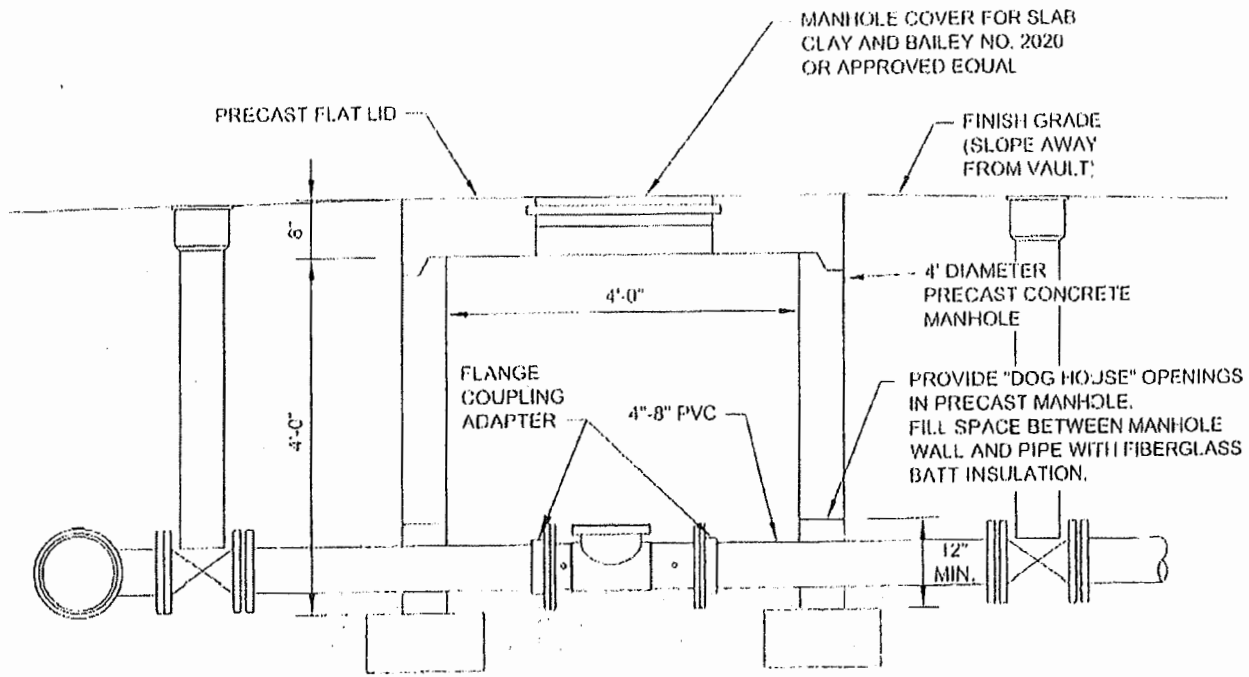 MANHOLE COVER FOR SLAB
CLAY AND BAILEY NO. 2020
OR APPROVED EQUAL
PRECAST FLAT LID
FINISH GRADE
(SLOPE AWAY
FROM VAULT)
8"
4'-0"
4' DIAMETER
PRECAST CONCRETE
MANHOLE
4'-0"
FLANGE
COUPLING
ADAPTER
4"-8" PVC
PROVIDE "DOG HOUSE" OPENINGS
IN PRECAST MANHOLE.
FILL SPACE BETWEEN MANHOLE
WALL AND PIPE WITH FIBERGLASS
BATT INSULATION.
12"
MIN.